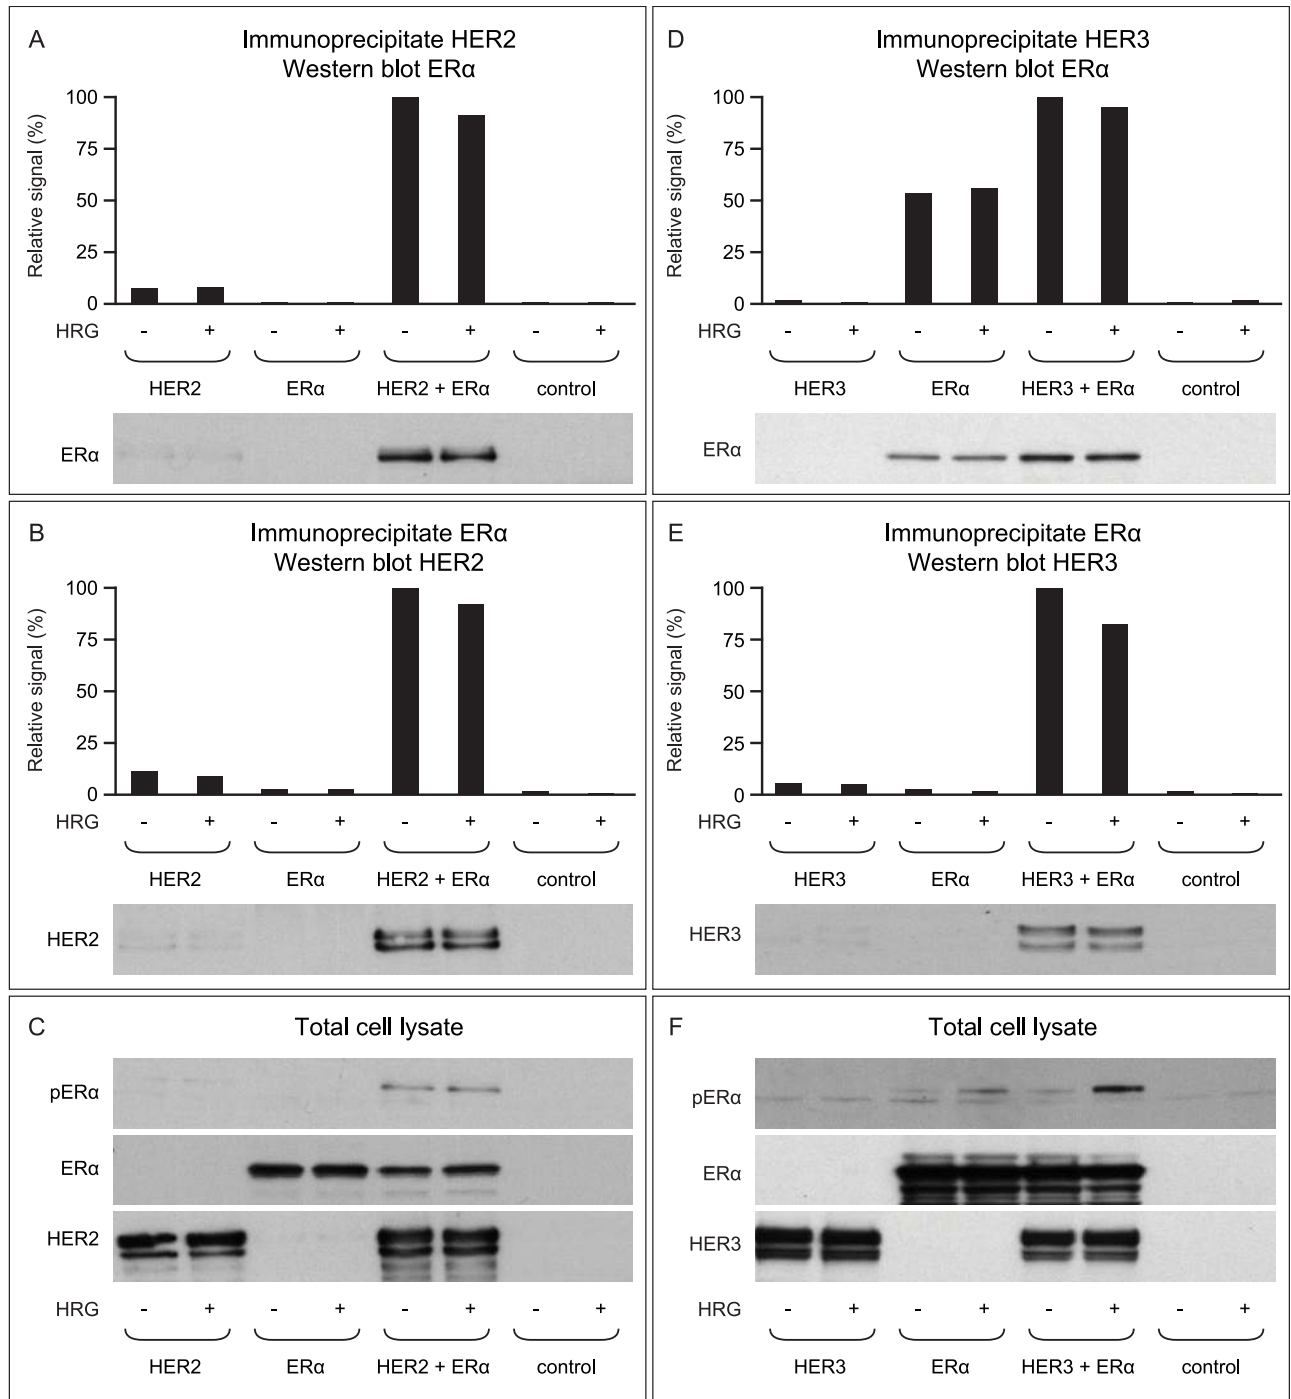 A
Immunoprecipitate HER2
Western blot ERα
Relative signal (%)
100
75
50
25
0
HRG - + - + - + - +
HER2 ERα HER2 + ERα control
ERα
D
Immunoprecipitate HER3
Western blot ERα
Relative signal (%)
100
75
50
25
0
HRG - + - + - + - +
HER3 ERα HER3 + ERα control
ERα
B
Immunoprecipitate ERα
Western blot HER2
Relative signal (%)
100
75
50
25
0
HRG - + - + - + - +
HER2 ERα HER2 + ERα control
HER2
E
Immunoprecipitate ERα
Western blot HER3
Relative signal (%)
100
75
50
25
0
HRG - + - + - + - +
HER3 ERα HER3 + ERα control
HER3
C
Total cell lysate
pERα
ERα
HER2
HRG - + - + - + - +
HER2 ERα HER2 + ERα control
F
Total cell lysate
pERα
ERα
HER3
HRG - + - + - + - +
HER3 ERα HER3 + ERα control